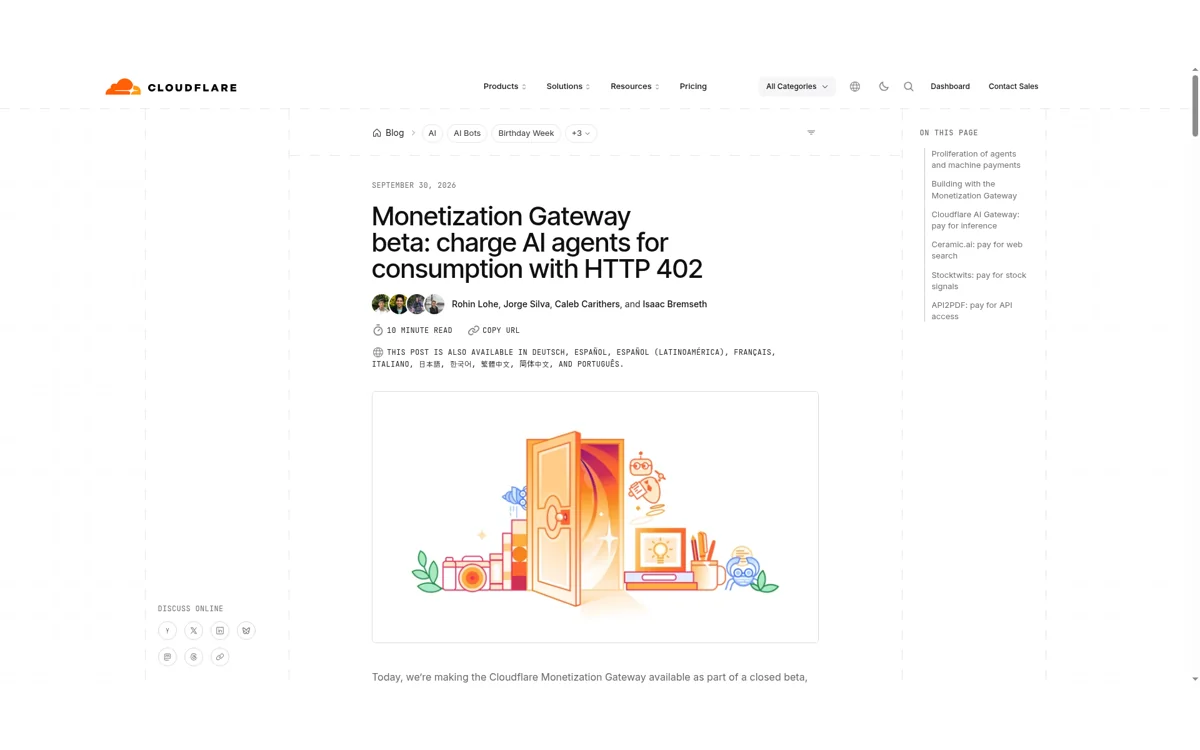 CLOUDFLARE
Products
Solutions
Resources
Pricing
All Categories
Dashboard
Contact Sales
Blog
AI
AI Bots
Birthday Week
+3
SEPTEMBER 30, 2026
Monetization Gateway
beta: charge AI agents for
consumption with HTTP 402
Rohin Lohe, Jorge Silva, Caleb Carithers, and Isaac Bremseth
10 MINUTE READ
COPY URL
THIS POST IS ALSO AVAILABLE IN DEUTSCH, ESPAÑOL, ESPAÑOL (LATINOAMÉRICA), FRANÇAIS,
ITALIANO, 日本語, 한국어, 繁體中文, 简体中文, AND PORTUGUÊS.
Today, we're making the Cloudflare Monetization Gateway available as part of a closed beta,
ON THIS PAGE
Proliferation of agents
and machine payments
Building with the
Monetization Gateway
Cloudflare AI Gateway:
pay for inference
Ceramic.ai: pay for web
search
Stocktwits: pay for stock
signals
API2PDF: pay for API
access
DISCUSS ONLINE